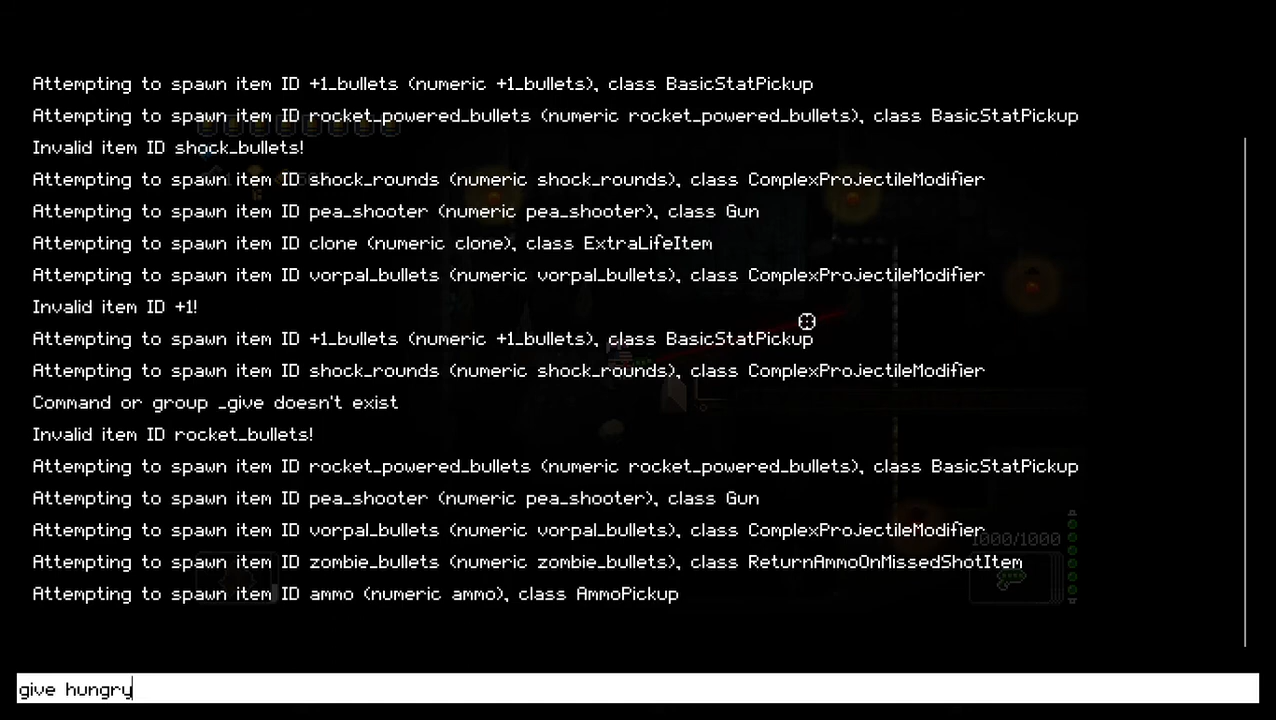 Attempting to spawn item ID +1_bullets (numeric +1_bullets), class BasicStatPickup
Attempting to spawn item ID rocket_powered_bullets (numeric rocket_powered_bullets), class BasicStatPickup
Invalid item ID shock_bullets!
Attempting to spawn item ID shock_rounds (numeric shock_rounds), class ComplexProjectileModifier
Attempting to spawn item ID pea_shooter (numeric pea_shooter), class Gun
Attempting to spawn item ID clone (numeric clone), class ExtraLifeItem
Attempting to spawn item ID vorpal_bullets (numeric vorpal_bullets), class ComplexProjectileModifier
Invalid item ID +1!
Attempting to spawn item ID +1_bullets (numeric +1_bullets), class BasicStatPickup
Attempting to spawn item ID shock_rounds (numeric shock_rounds), class ComplexProjectileModifier
Command or group _give doesn't exist
Invalid item ID rocket_bullets!
Attempting to spawn item ID rocket_powered_bullets (numeric rocket_powered_bullets), class BasicStatPickup
Attempting to spawn item ID pea_shooter (numeric pea_shooter), class Gun
Attempting to spawn item ID vorpal_bullets (numeric vorpal_bullets), class ComplexProjectileModifier
1000/1000
Attempting to spawn item ID zombie_bullets (numeric zombie_bullets), class ReturnAmmoOnMissedShotItem
Attempting to spawn item ID ammo (numeric ammo), class AmmoPickup
give hungry